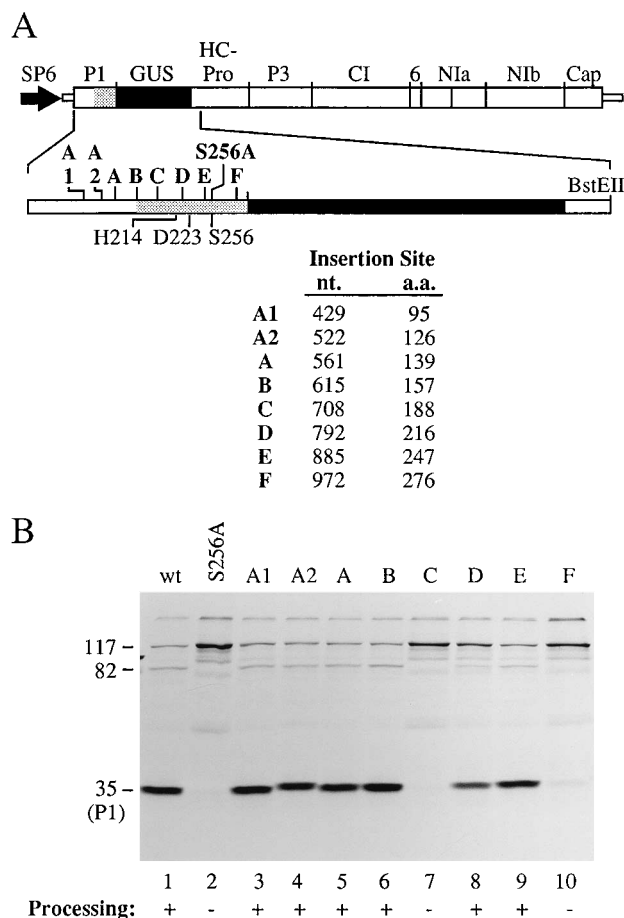 A
HC-
SP6 P1 GUS Pro P3 CI 6 NIa NIb Cap
A A S256A
1 2 A B C D E F BstEII
H214 D223 S256
Insertion Site
nt. a.a.
A1 429 95
A2 522 126
A 561 139
B 615 157
C 708 188
D 792 216
E 885 247
F 972 276
B
wt S256A A1 A2 A B C D E F
117
82
35
(P1)
1 2 3 4 5 6 7 8 9 10
Processing: + - + + + + - + + -